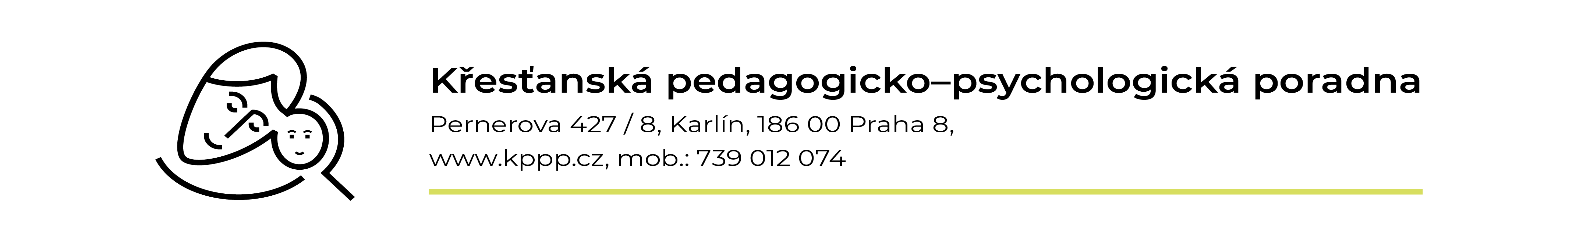 Křesťanská pedagogicko–psychologická poradna
Pernerova 427 / 8, Karlín, 186 00 Praha 8,
www.kppp.cz, mob.: 739 012 074